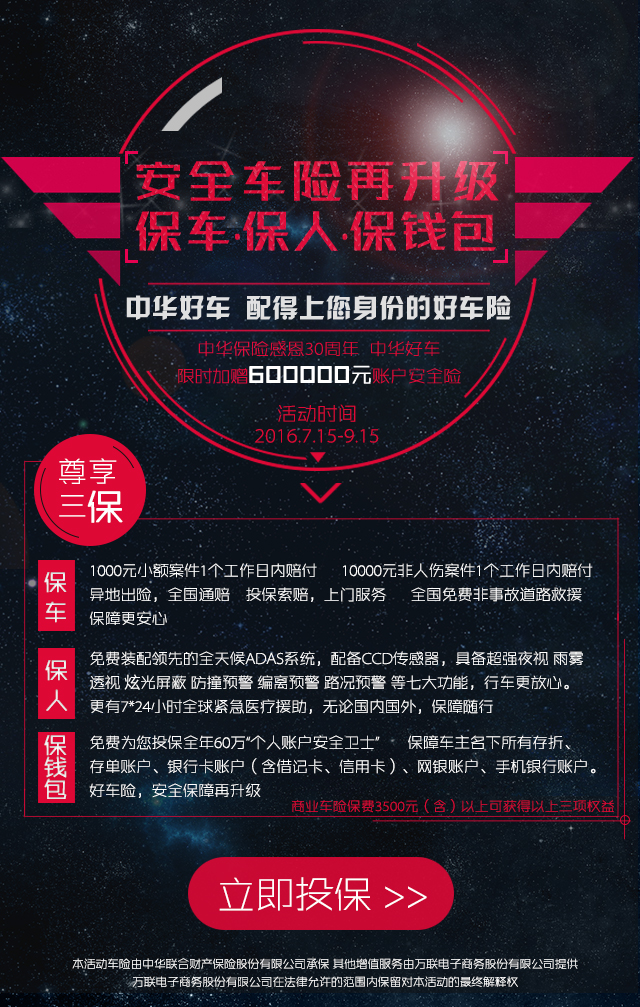 安全车险再升级
保车·保人·保钱包
中华好车 配得上您身份的好车险
中华保险感恩30周年 中华好车
限时加赠600000元账户安全险
活动时间
2016.7.15-9.15
尊享
三保
保车
1000元小额案件1个工作日内赔付 10000元非人伤案件1个工作日内赔付
异地出险，全国通赔 投保索赔，上门服务 全国免费非事故道路救援
保障更安心
保人
免费装配领先的全天候ADAS系统，配备CCD传感器，具备超强夜视 雨雾
透视 炫光屏蔽 防撞预警 编离预警 路况预警 等七大功能，行车更放心。
更有7*24小时全球紧急医疗援助，无论国内国外，保障随行
保钱包
免费为您投保全年60万“个人账户安全卫士” 保障车主名下所有存折、
存单账户、银行卡账户（含借记卡、信用卡）、网银账户、手机银行账户。
好车险，安全保障再升级
商业车险保费3500元（含）以上可获得以上三项权益
立即投保 >>
本活动车险由中华联合财产保险股份有限公司承保 其他增值服务由万联电子商务股份有限公司提供
万联电子商务股份有限公司在法律允许的范围内保留对本活动的最终解释权